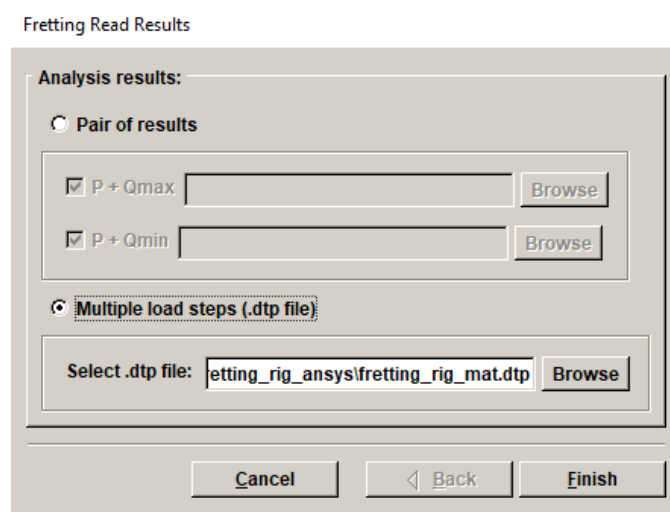 Fretting Read Results
Analysis results:
Pair of results
P + Qmax Browse
P + Qmin Browse
Multiple load steps (.dtp file)
Select .dtp file: retting_rig_ansys\fretting_rig_mat.dtp Browse
Cancel Back Finish